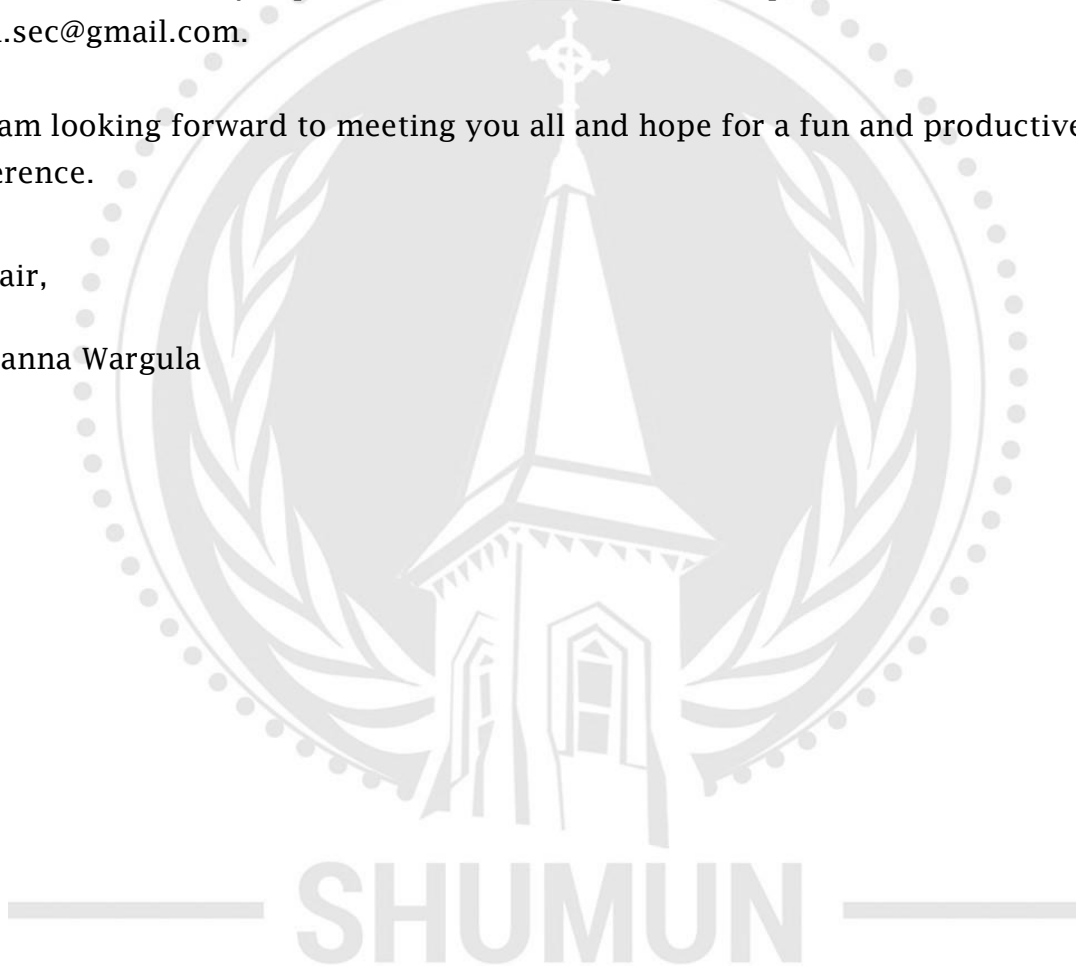 .sec@gmail.com.
am looking forward to meeting you all and hope for a fun and productive
erence.
air,
anna Wargula
SHUMUN